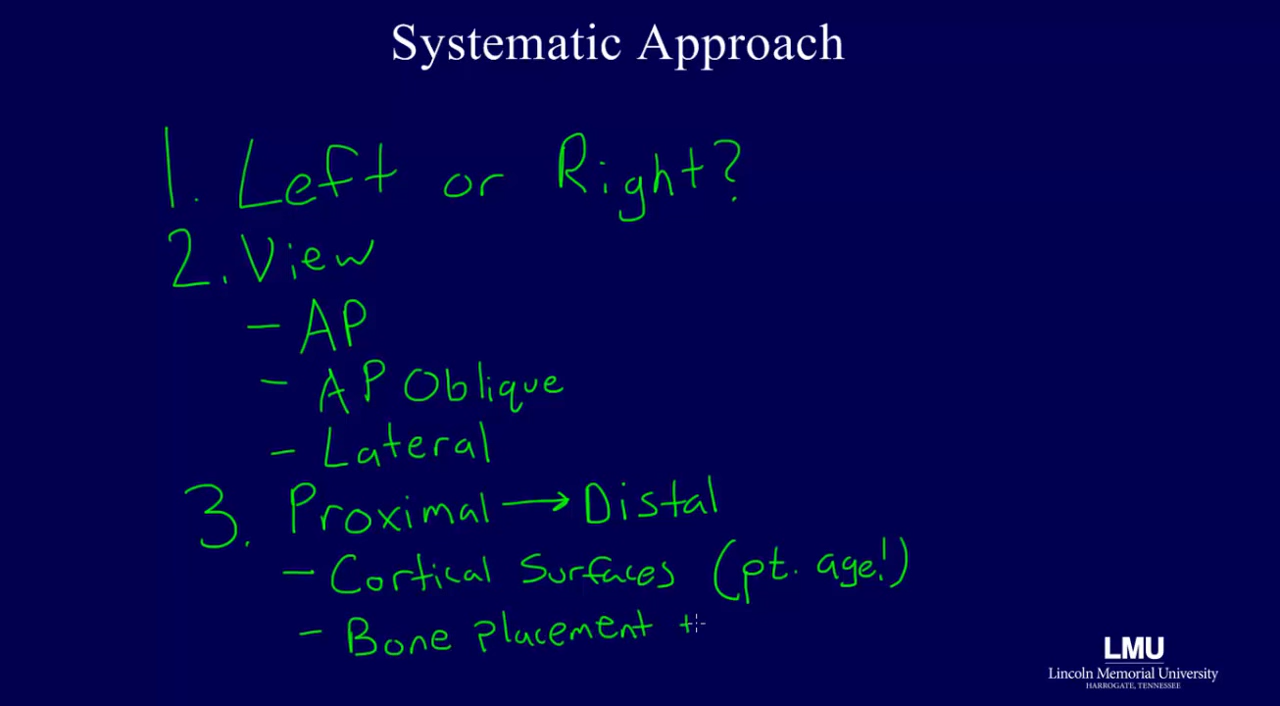 Systematic Approach
1. Left or Right?
2. View
- AP
- AP Oblique
- Lateral
3. Proximal → Distal
- Cortical Surfaces (pt. age!)
- Bone placement +
LMU
Lincoln Memorial University
HARROGATE, TENNESSEE